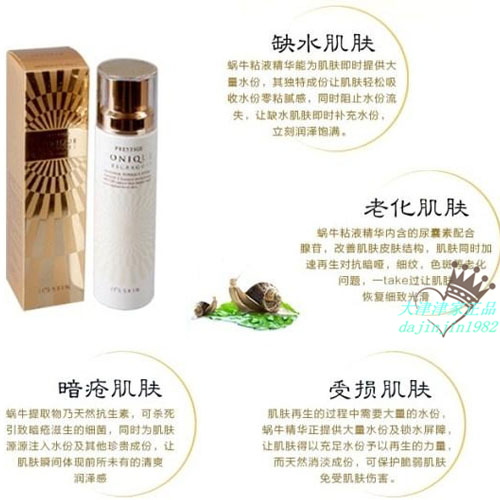 缺水肌肤
蜗牛粘液精华能为肌肤即时提供大
量水份，其独特成份让肌肤轻松吸
收水份零粘腻感，同时阻止水份流
失，让缺水肌肤即时补充水份，
立刻润泽饱满。
PRESTIGE
IT'S SKIN
IT'S SKIN
老化肌肤
蜗牛粘液精华内含的尿囊素配合
腺苷，改善肌肤皮肤结构，肌肤同时加
速再生对抗暗哑，细纹，色斑等老化
问题，一take过让肌肤
恢复细致光滑
大津津家正品
dajinjin1982
暗疮肌肤
蜗牛提取物乃天然抗生素，可杀死
引致暗疮滋生的细菌，同时为肌肤
源源注入水份及其他珍贵成份，让
肌肤瞬间体现前所未有的清爽
润泽感
受损肌肤
肌肤再生的过程中需要大量的水份，
蜗牛精华正提供大量水份及锁水屏障，
让肌肤得以充足水份予以再生的力量，
而天然消淡成份，可保护脆弱肌肤
免受肌肤伤害。